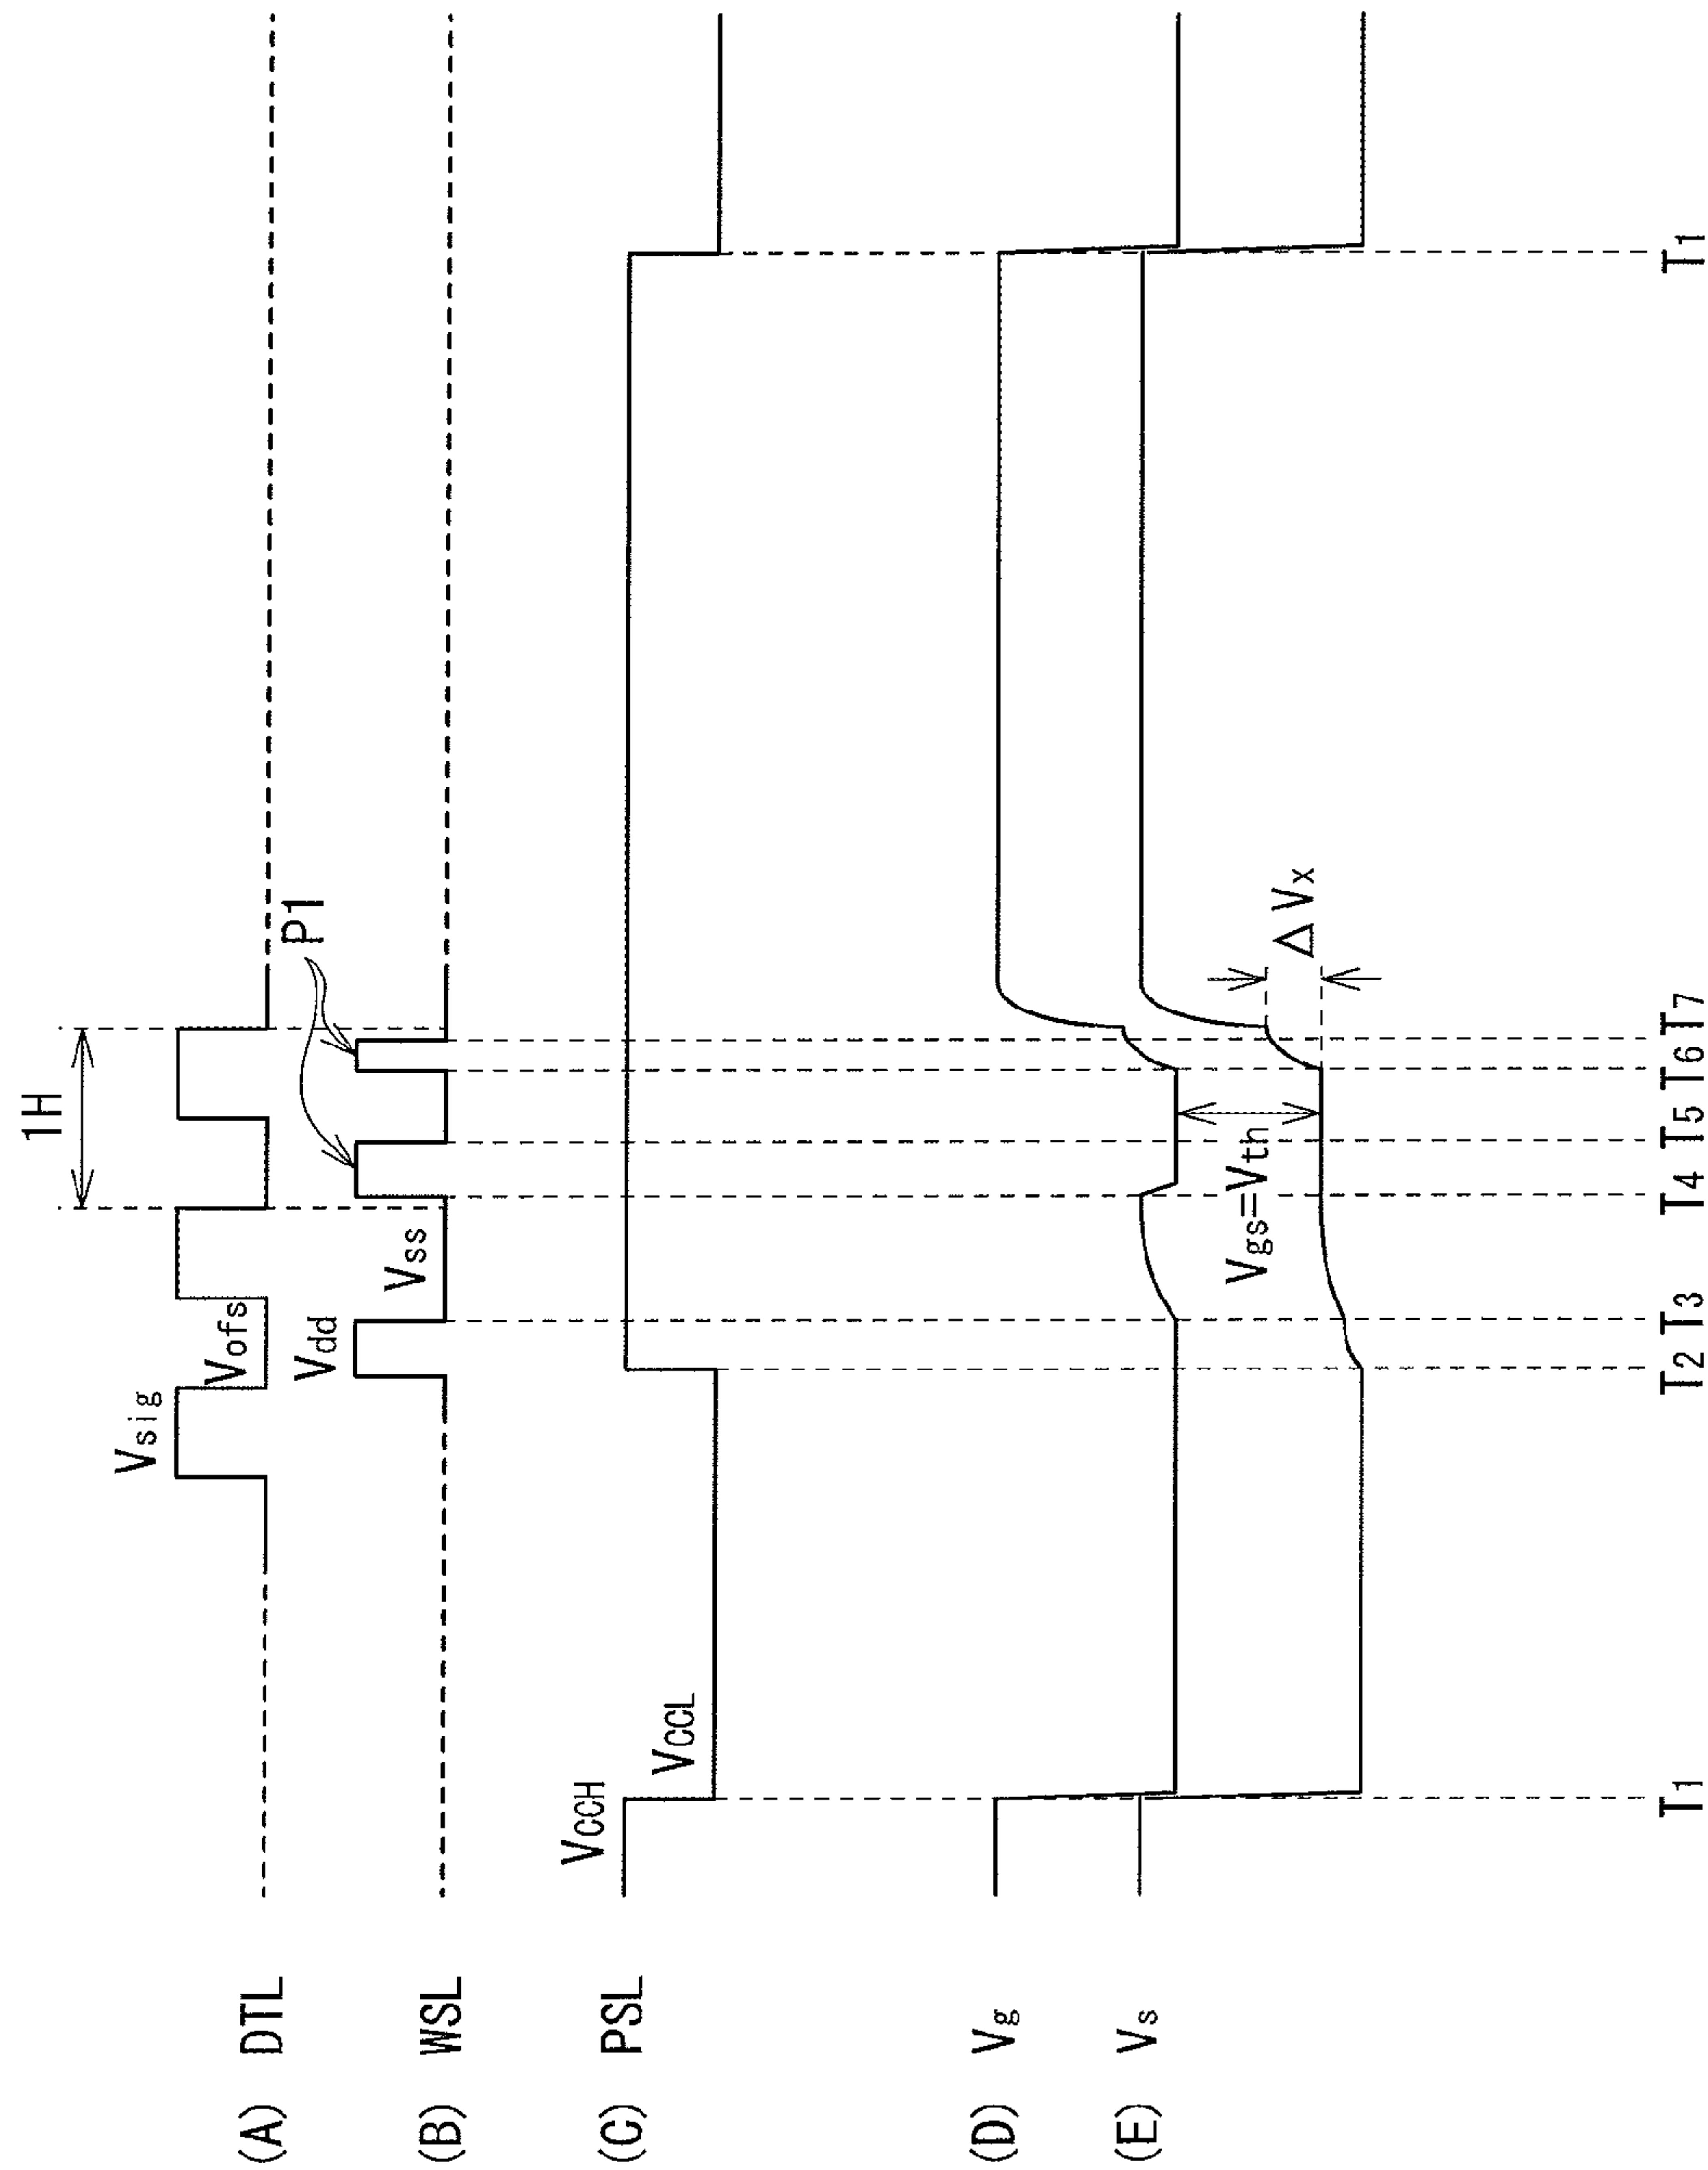 1H
(A) DTL
Vsig
Vofs
P1
(B) WSL
Vdd
Vss
(C) PSL
VCCH
VCCL
(D) Vg
(E) Vs
Vgs=Vth
ΔVx
T1 T2 T3 T4 T5 T6 T7 T1